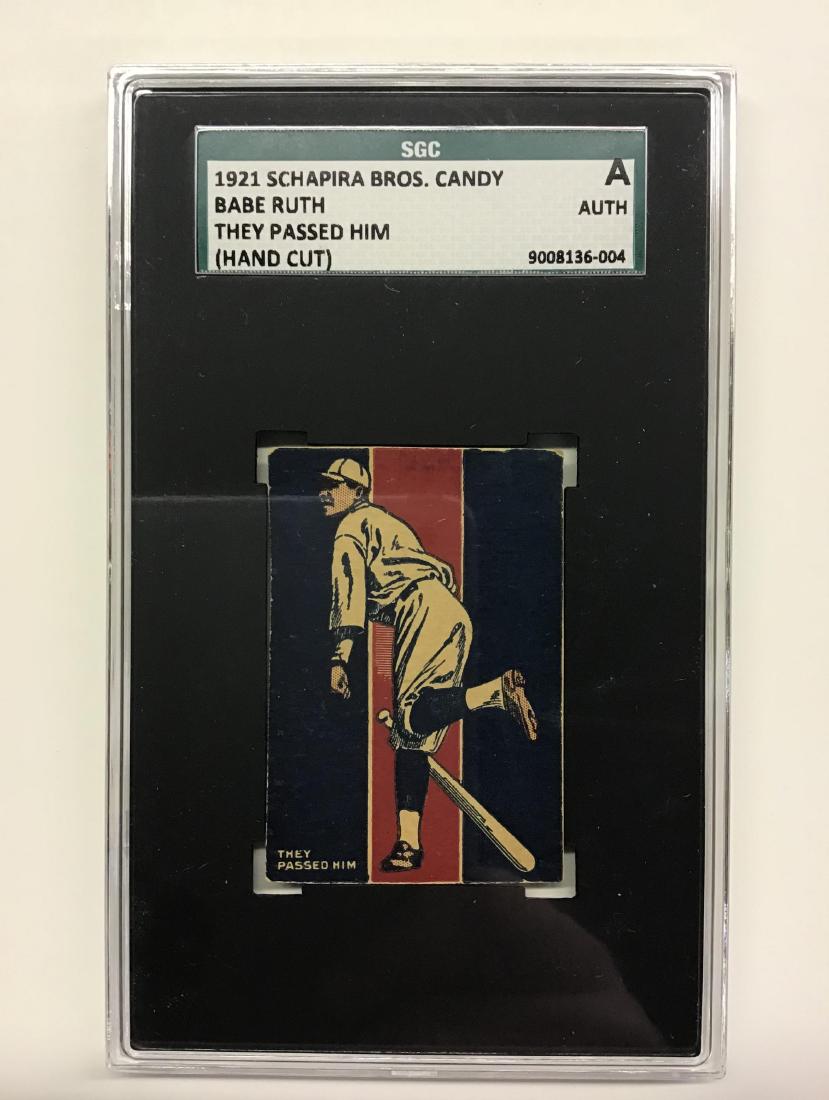 SGC
1921 SCHAPIRA BROS. CANDY A
BABE RUTH AUTH
THEY PASSED HIM
(HAND CUT) 9008136-004
THEY
PASSED HIM